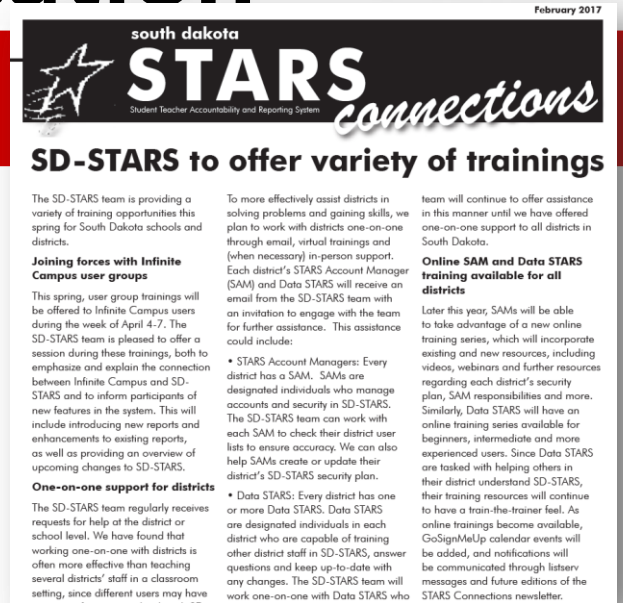 February 2017
south dakota
STARS
Student Teacher Accountability and Reporting System
connections
SD-STARS to offer variety of trainings
The SD-STARS team is providing a
variety of training opportunities this
spring for South Dakota schools and
districts.
Joining forces with Infinite
Campus user groups
This spring, user group trainings will
be offered to Infinite Campus users
during the week of April 4-7. The
SD-STARS team is pleased to offer a
session during these trainings, both to
emphasize and explain the connection
between Infinite Campus and SD-
STARS and to inform participants of
new features in the system. This will
include introducing new reports and
enhancements to existing reports,
as well as providing an overview of
upcoming changes to SD-STARS.
One-on-one support for districts
The SD-STARS team regularly receives
requests for help at the district or
school level. We have found that
working one-on-one with districts is
often more effective than teaching
several districts' staff in a classroom
setting, since different users may have
To more effectively assist districts in
solving problems and gaining skills, we
plan to work with districts one-on-one
through email, virtual trainings and
(when necessary) in-person support.
Each district's STARS Account Manager
(SAM) and Data STARS will receive an
email from the SD-STARS team with
an invitation to engage with the team
for further assistance. This assistance
could include:
• STARS Account Managers: Every
district has a SAM. SAMs are
designated individuals who manage
accounts and security in SD-STARS.
The SD-STARS team can work with
each SAM to check their district user
lists to ensure accuracy. We can also
help SAMs create or update their
district's SD-STARS security plan.
• Data STARS: Every district has one
or more Data STARS. Data STARS
are designated individuals in each
district who are capable of training
other district staff in SD-STARS, answer
questions and keep up-to-date with
any changes. The SD-STARS team will
work one-on-one with Data STARS who
team will continue to offer assistance
in this manner until we have offered
one-on-one support to all districts in
South Dakota.
Online SAM and Data STARS
training available for all
districts
Later this year, SAMs will be able
to take advantage of a new online
training series, which will incorporate
existing and new resources, including
videos, webinars and further resources
regarding each district's security
plan, SAM responsibilities and more.
Similarly, Data STARS will have an
online training series available for
beginners, intermediate and more
experienced users. Since Data STARS
are tasked with helping others in
their district understand SD-STARS,
their training resources will continue
to have a train-the-trainer feel. As
online trainings become available,
GoSignMeUp calendar events will
be added, and notifications will
be communicated through listserv
messages and future editions of the
STARS Connections newsletter.